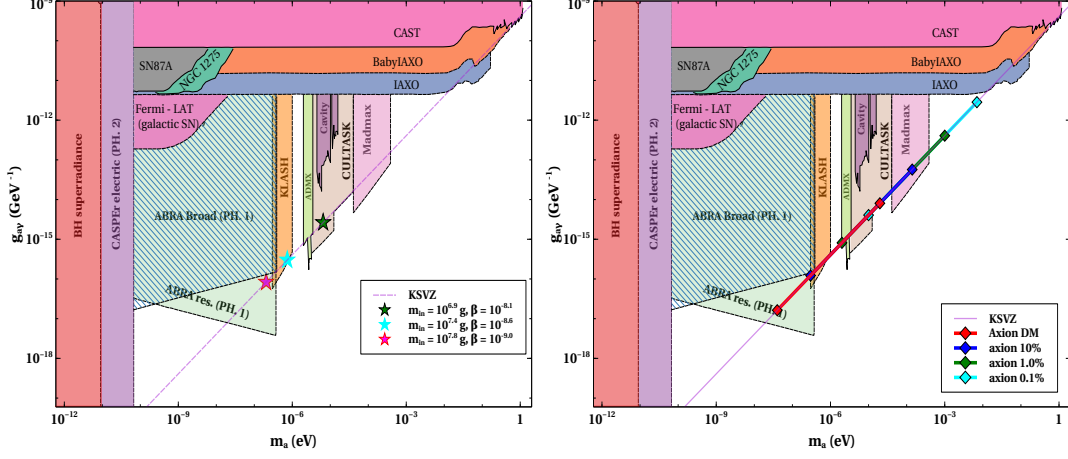 10⁻⁹
10⁻¹²
10⁻¹⁵
10⁻¹⁸
g_aγ (GeV⁻¹)
BH superradiance
CASPEr electric (PH. 2)
CAST
SN87A
NGC 1275
BabyIAXO
IAXO
Fermi - LAT
(galactic SN)
ABRA Broad (PH. 1)
ABRA res. (PH. 1)
KLASH
ADMX
Cavity
CULTASK
Madmax
KSVZ
m_in = 10^6.9 g, β = 10^-8.1
m_in = 10^7.4 g, β = 10^-8.6
m_in = 10^7.8 g, β = 10^-9.0
10⁻¹² 10⁻⁹ 10⁻⁶ 10⁻³ 1
m_a (eV)
10⁻⁹
10⁻¹²
10⁻¹⁵
10⁻¹⁸
g_aγ (GeV⁻¹)
BH superradiance
CASPEr electric (PH. 2)
CAST
SN87A
NGC 1275
BabyIAXO
IAXO
Fermi - LAT
(galactic SN)
ABRA Broad (PH. 1)
ABRA res. (PH. 1)
KLASH
ADMX
Cavity
CULTASK
Madmax
KSVZ
Axion DM
axion 10%
axion 1.0%
axion 0.1%
10⁻¹² 10⁻⁹ 10⁻⁶ 10⁻³ 1
m_a (eV)